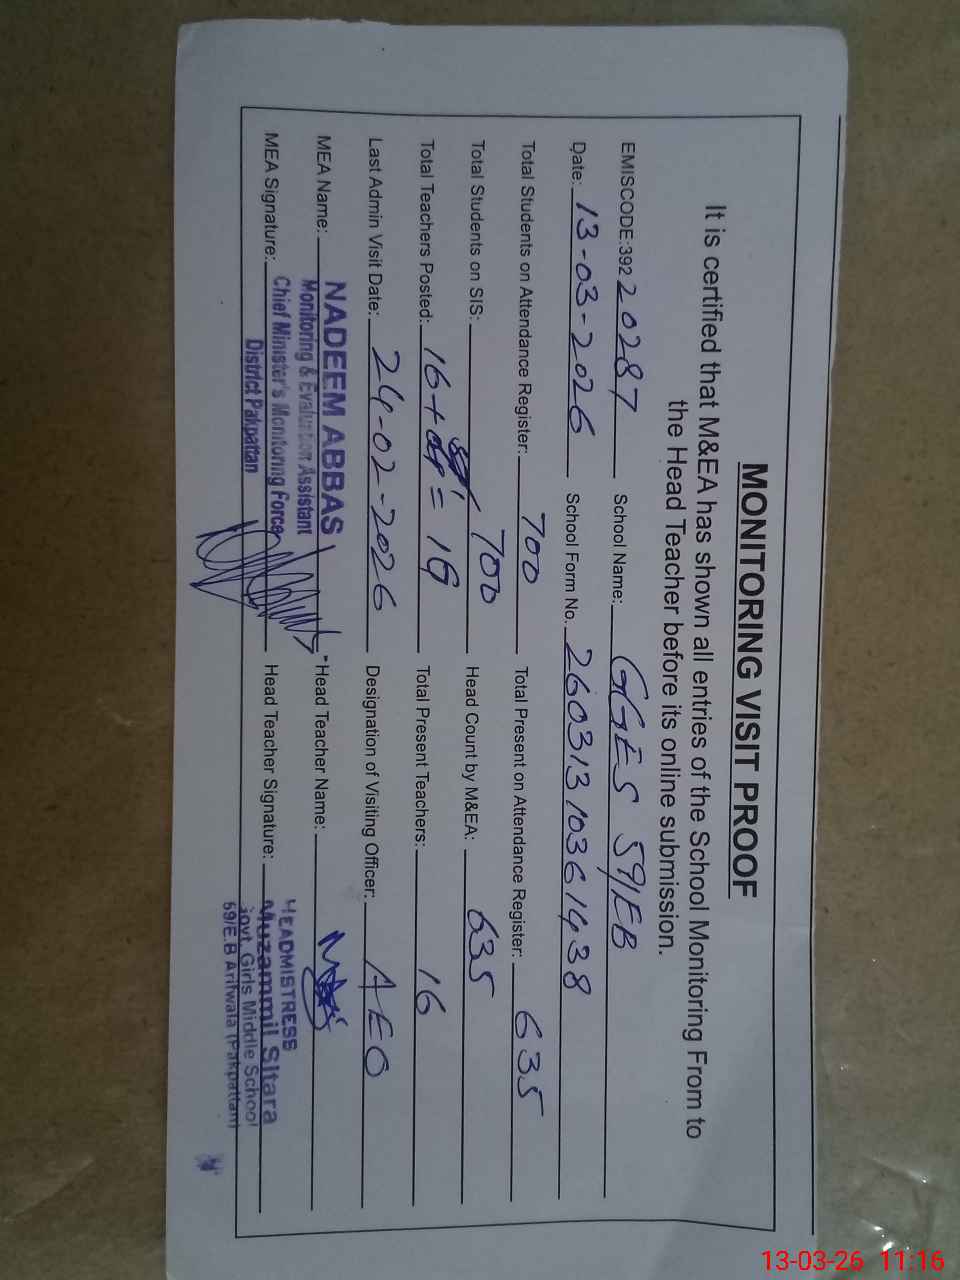 MONITORING VISIT PROOF
It is certified that M&EA has shown all entries of the School Monitoring From to
the Head Teacher before its online submission.
EMISCODE:392 20287 School Name: GGES 59/EB
Date: 13-03-2026 School Form No. 26031310361438
Total Students on Attendance Register: 700 Total Present on Attendance Register: 635
Total Students on SIS: 700 Head Count by M&EA: 635
Total Teachers Posted: 16+ = 16 Total Present Teachers: 16
Last Admin Visit Date: 24-02-2026 Designation of Visiting Officer: AEO
MEA Name: NADEEM ABBAS Head Teacher Name:
Monitoring & Evaluation Assistant
MEA Signature: Chief Minister's Monitoring Force Head Teacher Signature:
District Pakpattan
HEADMISTRESS
Muzammil Sitara
Govt. Girls Middle School
59/E.B Arifwala (Pakpattan)
13-03-26 11:16